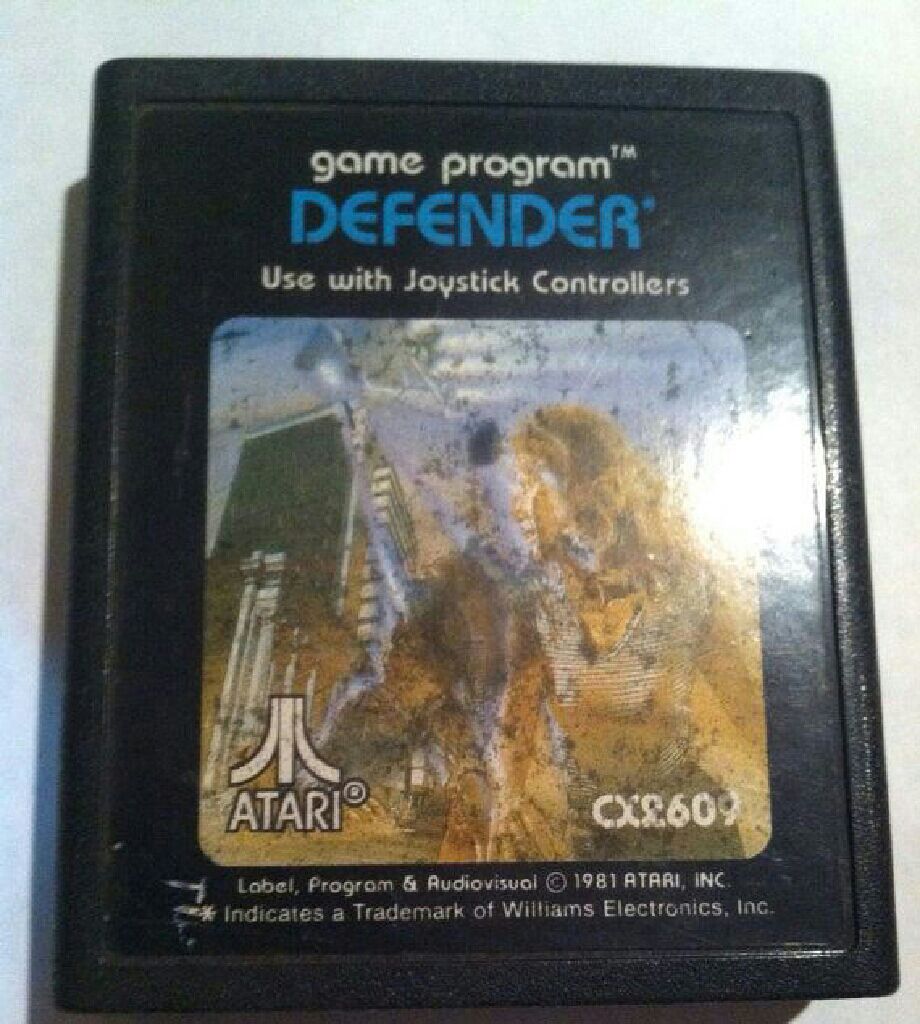 game program™
DEFENDER*
Use with Joystick Controllers
ATARI®
CX2609
Label, Program & Audiovisual © 1981 ATARI, INC.
* Indicates a Trademark of Williams Electronics, Inc.